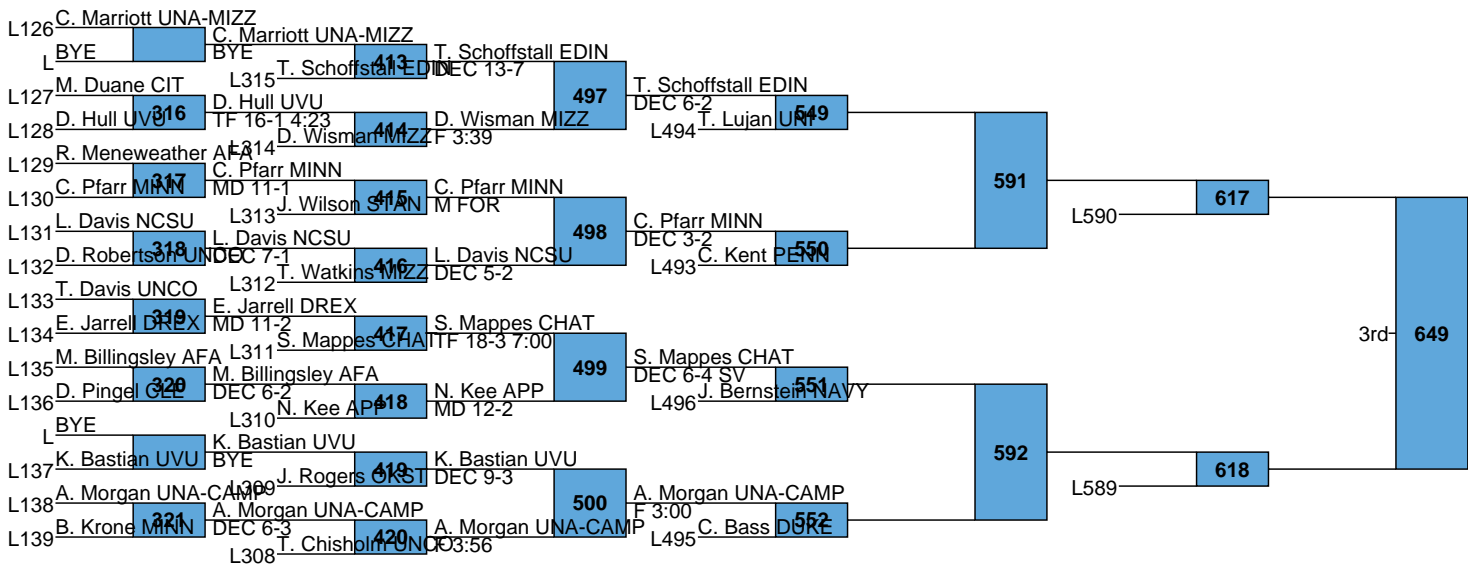 C. Marriott UNA-MIZZ
L126
BYE
L
C. Marriott UNA-MIZZ
BYE
M. Duane CIT
L127
316
D. Hull UVU
L128
D. Hull UVU
TF 16-1 4:23
R. Meneweather AFA
L129
317
C. Pfarr MINN
L130
C. Pfarr MINN
MD 11-1
L. Davis NCSU
L131
318
D. Robertson UNCO
L132
L. Davis NCSU
DEC 7-1
T. Davis UNCO
L133
319
E. Jarrell DREX
L134
E. Jarrell DREX
MD 11-2
M. Billingsley AFA
L135
320
D. Pingel CLE
L136
M. Billingsley AFA
DEC 6-2
BYE
L
K. Bastian UVU
L137
K. Bastian UVU
BYE
A. Morgan UNA-CAMP
L138
321
B. Krone MINN
L139
A. Morgan UNA-CAMP
DEC 6-3
413
T. Schoffstall EDIN
L315
T. Schoffstall EDIN
DEC 13-7
414
D. Wisman MIZZ
L314
D. Wisman MIZZ
F 3:39
415
J. Wilson STAN
L313
C. Pfarr MINN
M FOR
416
T. Watkins MIZZ
L312
L. Davis NCSU
DEC 5-2
417
S. Mappes CHAT
L311
S. Mappes CHAT
TF 18-3 7:00
418
N. Kee APP
L310
N. Kee APP
MD 12-2
419
J. Rogers OKST
L309
K. Bastian UVU
DEC 9-3
420
T. Chisholm UNCO
L308
A. Morgan UNA-CAMP
F 3:56
497
T. Schoffstall EDIN
DEC 6-2
498
C. Pfarr MINN
DEC 3-2
499
S. Mappes CHAT
DEC 6-4 SV
500
A. Morgan UNA-CAMP
F 3:00
549
T. Lujan UNI
L494
550
C. Kent PENN
L493
551
J. Bernstein NAVY
L496
552
C. Bass DUKE
L495
591
592
617
L590
618
L589
3rd
649